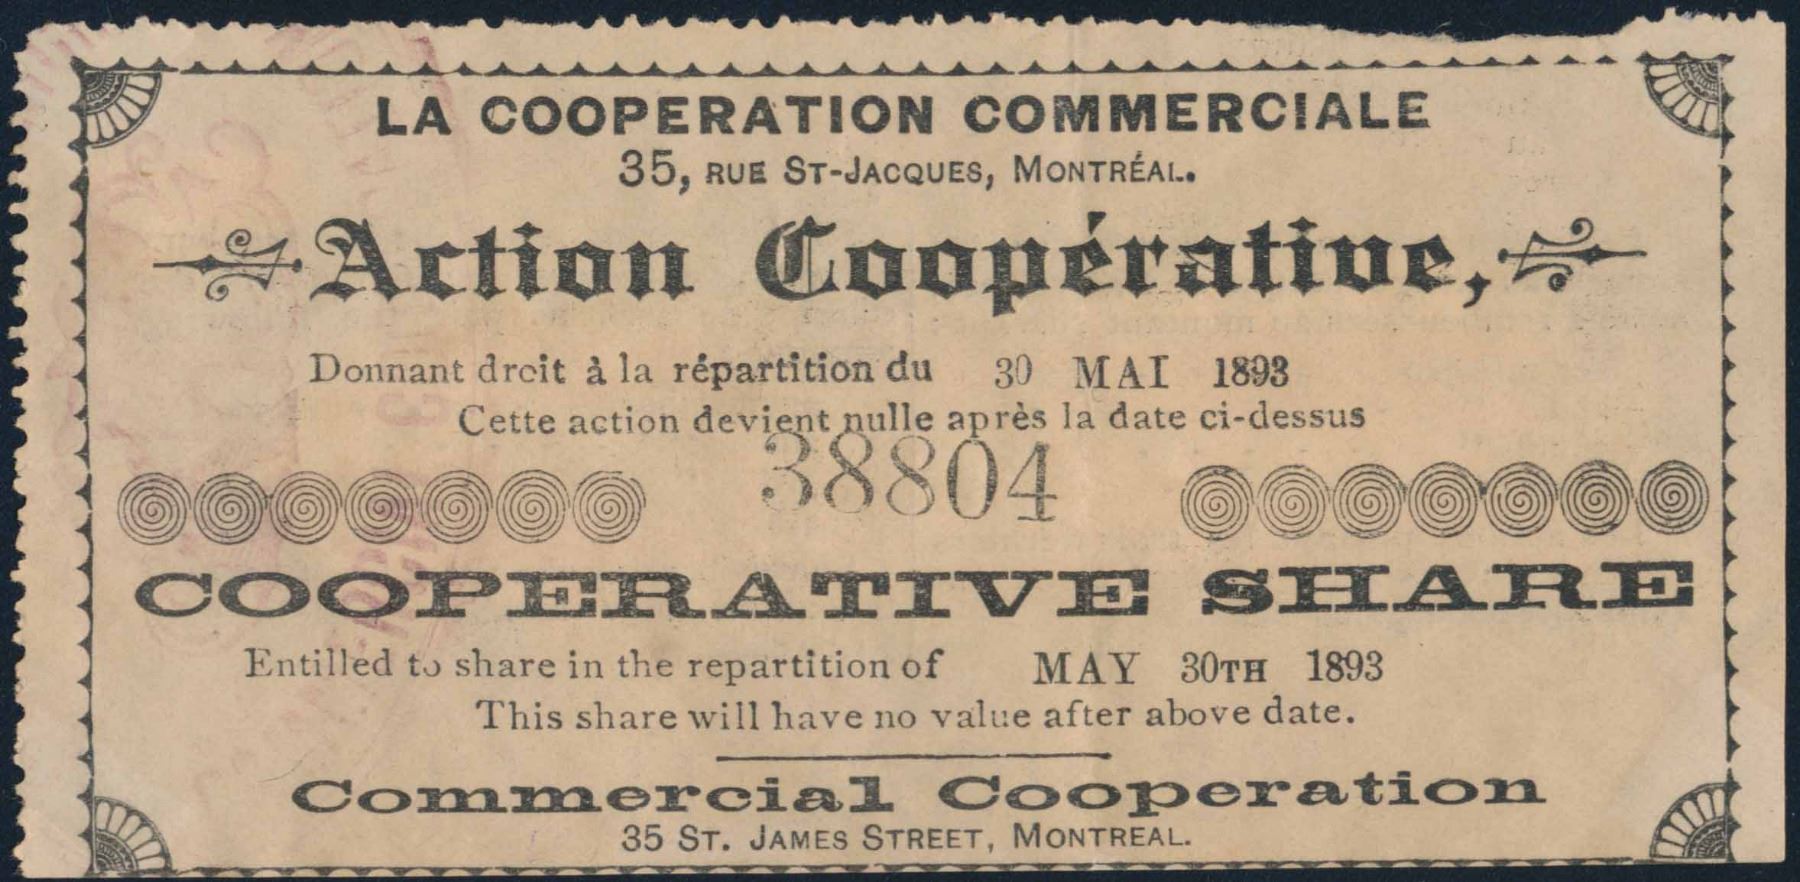 LA COOPERATION COMMERCIALE
35, RUE ST-JACQUES, MONTRÉAL.
Action Coopérative,
Donnant drcit à la répartition du 30 MAI 1893
Cette action devient nulle après la date ci-dessus
38804
COOPERATIVE SHARE
Entilled to share in the repartition of MAY 30TH 1893
This share will have no value after above date.
Commercial Cooperation
35 ST. JAMES STREET, MONTREAL.